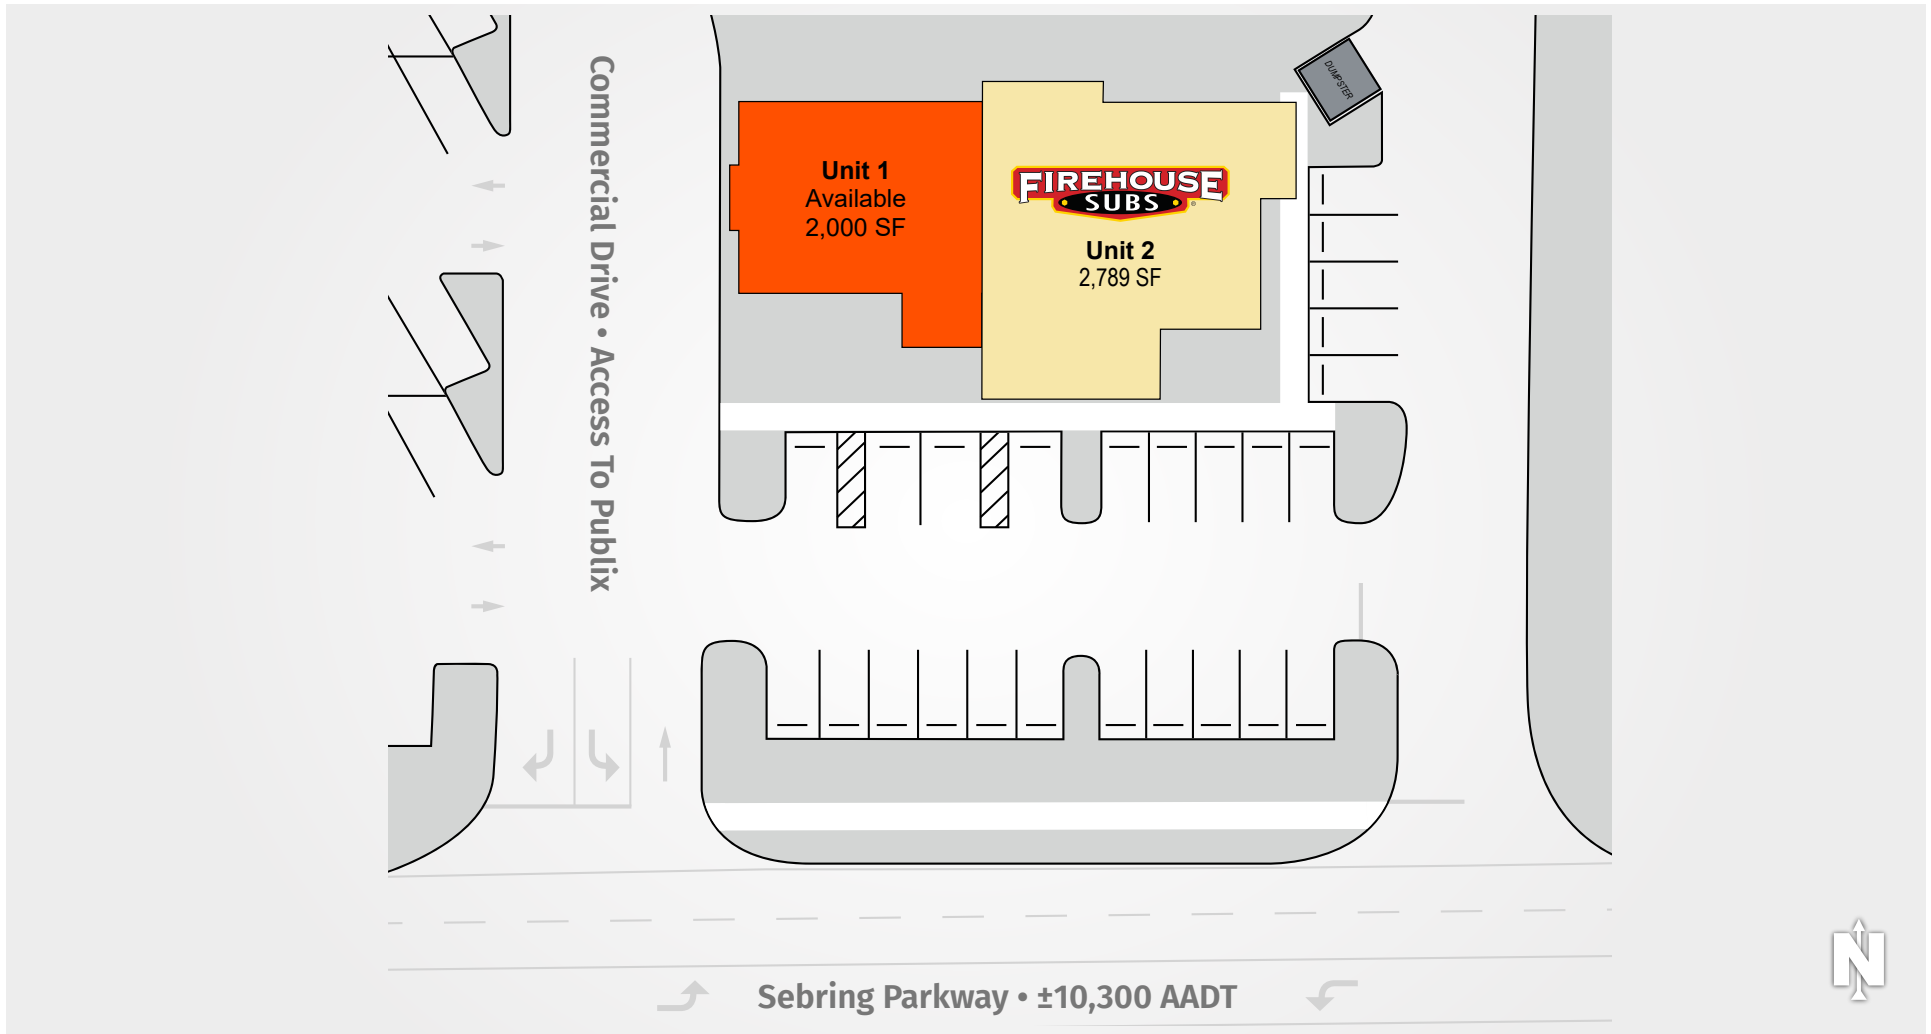 DUMPSTER
Commercial Drive • Access To Publix
Unit 1
Available
2,000 SF
FIREHOUSE
SUBS
®
Unit 2
2,789 SF
Sebring Parkway • ±10,300 AADT
N